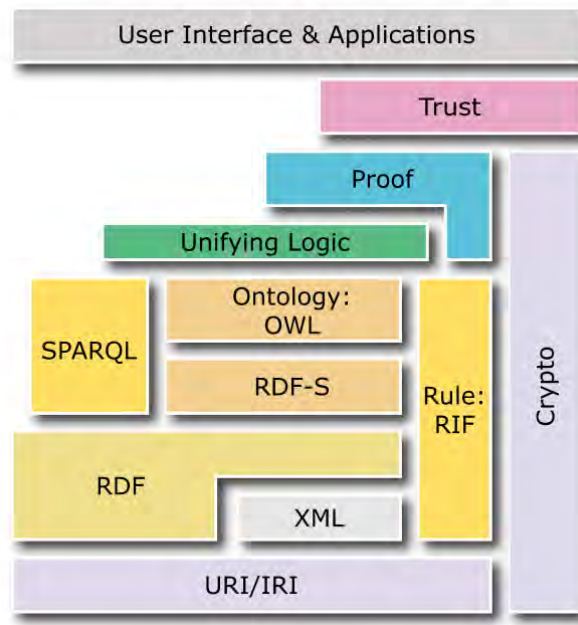 User Interface & Applications
Trust
Proof
Unifying Logic
Ontology:
OWL
SPARQL
RDF-S
Rule:
RIF
Crypto
RDF
XML
URI/IRI